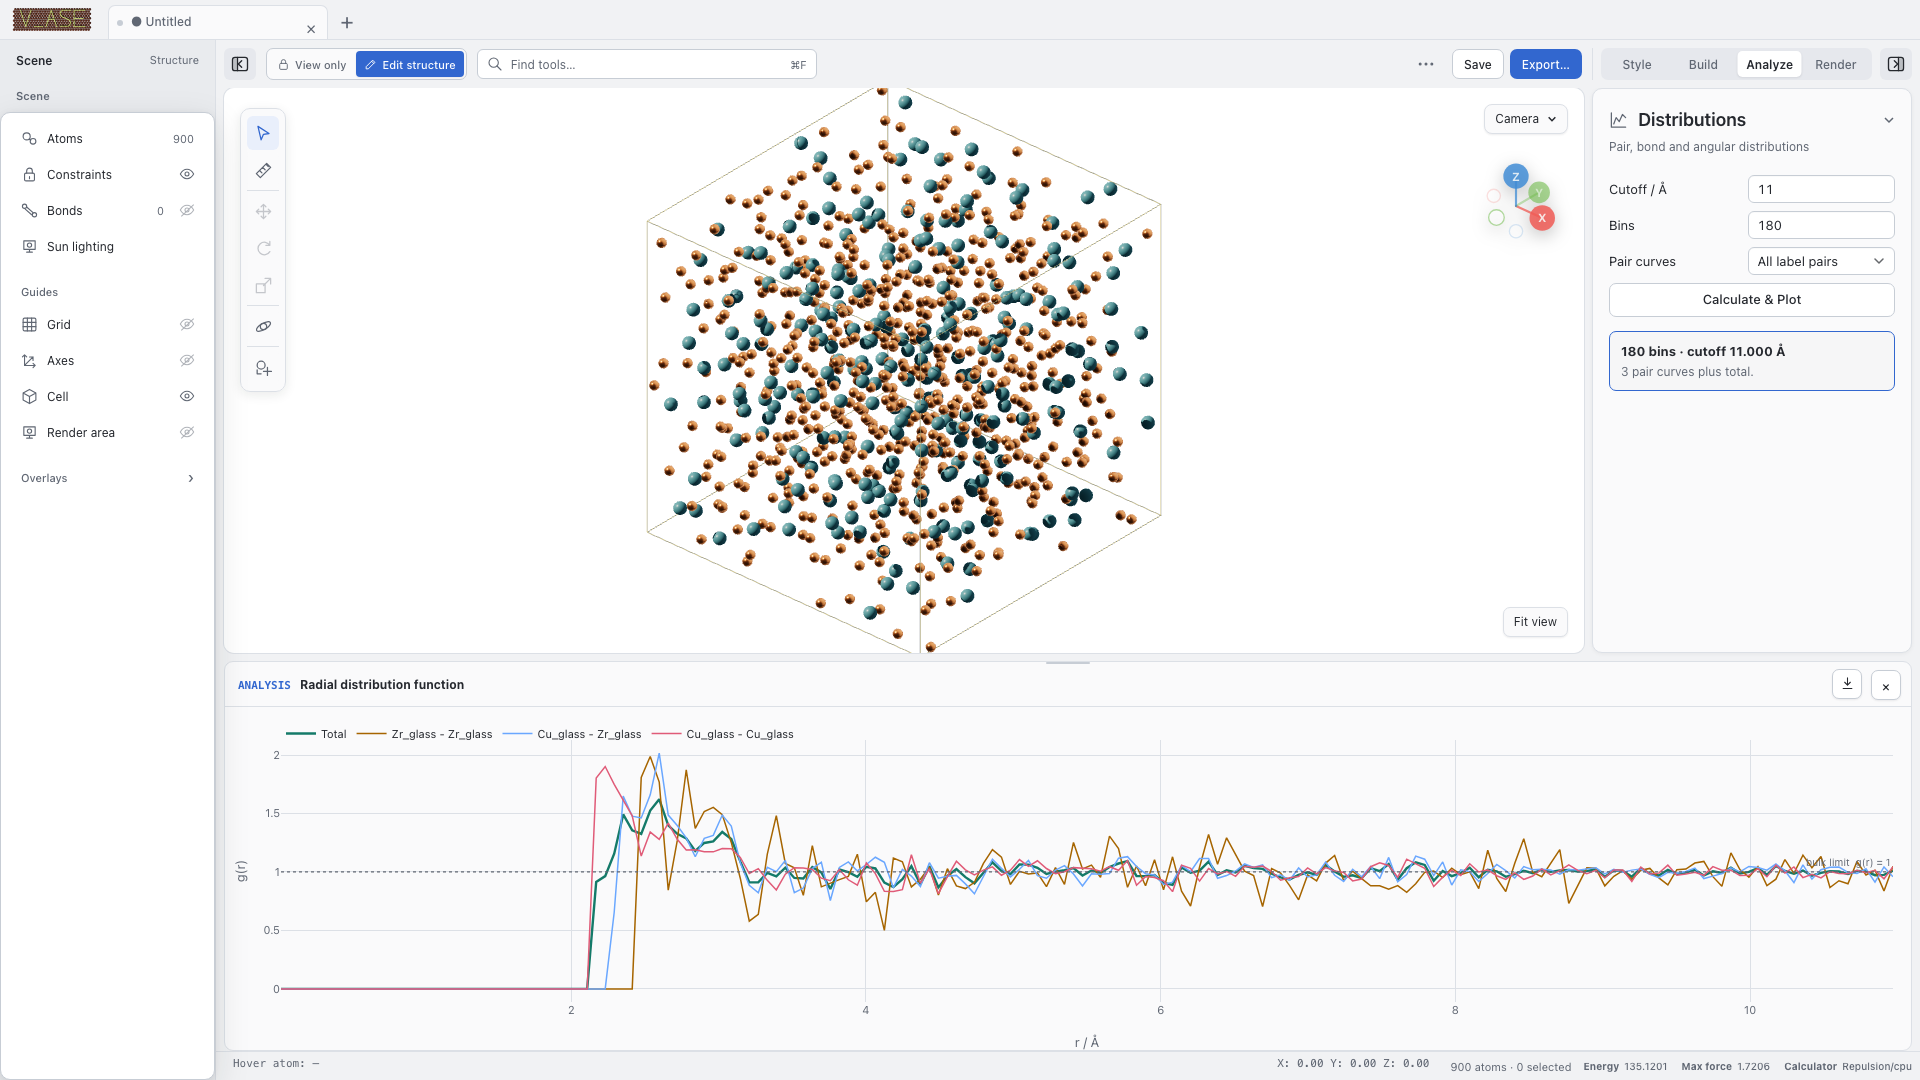 V_ASE
Untitled
Scene
Structure
View only
Edit structure
Find tools...
⌘F
Save
Export...
Style
Build
Analyze
Render
Scene
Atoms 900
Constraints
Bonds 0
Sun lighting
Guides
Grid
Axes
Cell
Render area
Overlays
Camera
Z
Y
X
Fit view
Distributions
Pair, bond and angular distributions
Cutoff / Å 11
Bins 180
Pair curves All label pairs
Calculate & Plot
180 bins · cutoff 11.000 Å
3 pair curves plus total.
ANALYSIS Radial distribution function
Total Zr_glass – Zr_glass Cu_glass – Zr_glass Cu_glass – Cu_glass
2
1.5
1
0.5
0
g(r)
bulk limit g(r) = 1
2 4 6 8 10
r / Å
Hover atom: —
X: 0.00 Y: 0.00 Z: 0.00
900 atoms · 0 selected
Energy 135.1201
Max force 1.7206
Calculator Repulsion/cpu